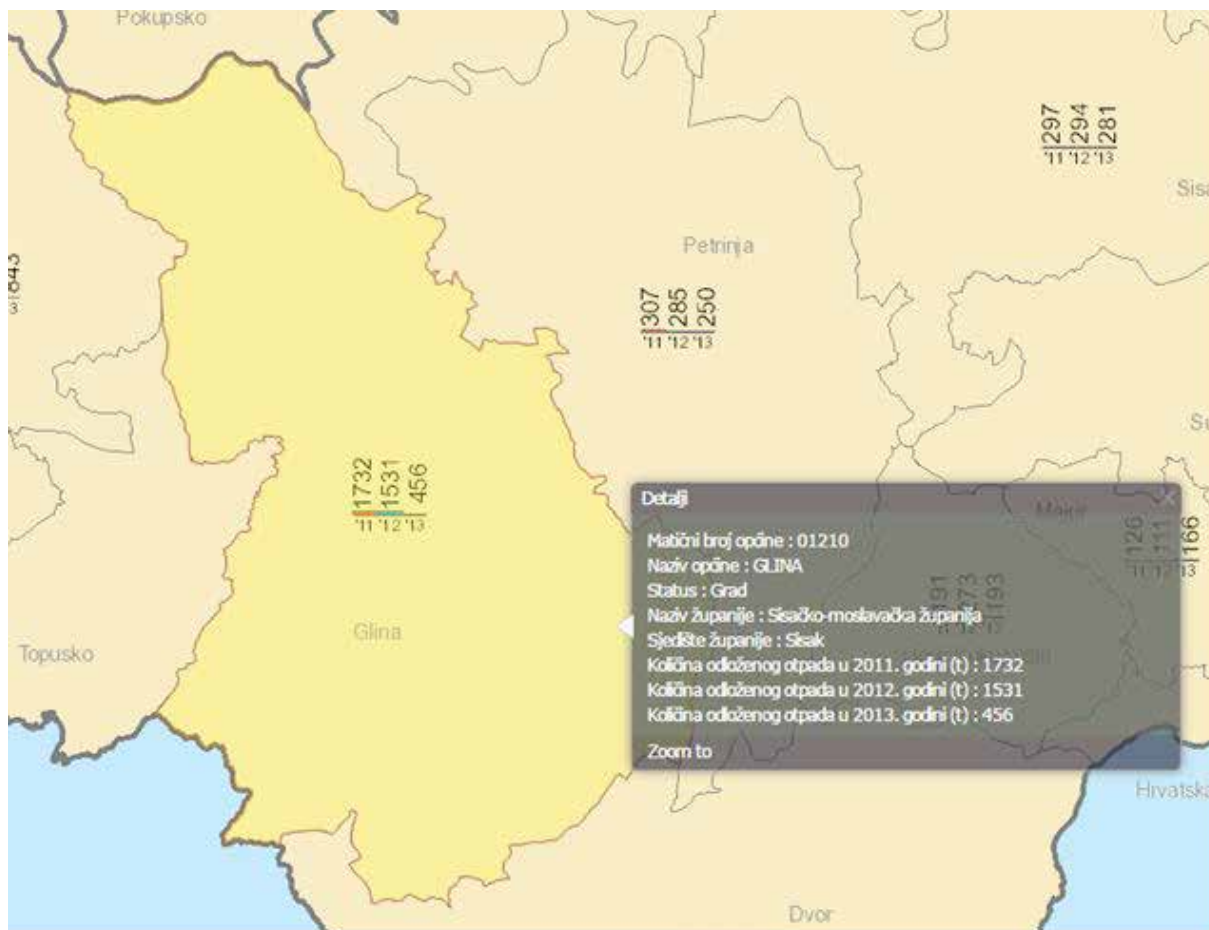 Pokupsko
297 294 281
'11 '12 '13
Petrinja
307 285 250
'11 '12 '13
1732 1531 456
'11 '12 '13
Glina
Topusko
Detalji
Matični broj općine : 01210
Naziv općine : GLINA
Status : Grad
Naziv županije : Sisačko-moslavačka županija
Sjedište županije : Sisak
Količina odloženog otpada u 2011. godini (t) : 1732
Količina odloženog otpada u 2012. godini (t) : 1531
Količina odloženog otpada u 2013. godini (t) : 456
Zoom to
126 111 166
'11 '12 '13
Hrvatska
Dvor